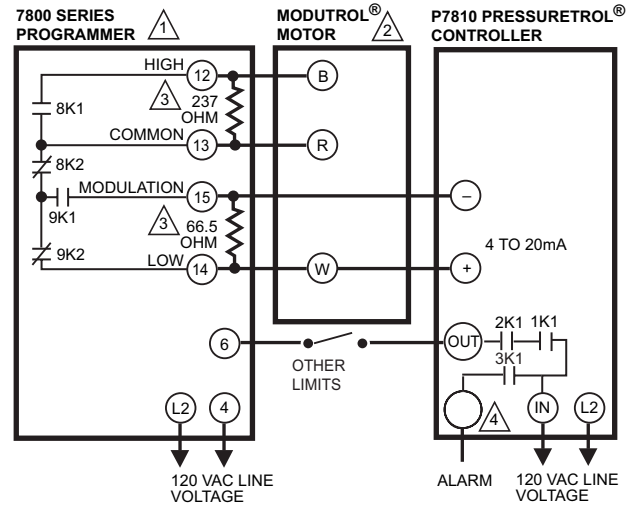 7800 SERIES
PROGRAMMER 1
MODUTROL®
MOTOR 2
P7810 PRESSURETROL®
CONTROLLER
HIGH
12
B
8K1
3
237
OHM
COMMON
13
R
8K2
MODULATION
15
–
9K1
3
66.5
OHM
4 TO 20mA
9K2
LOW
14
W
+
6
OTHER
LIMITS
OUT
2K1
1K1
3K1
L2
4
4
IN
L2
120 VAC LINE
VOLTAGE
ALARM
120 VAC LINE
VOLTAGE